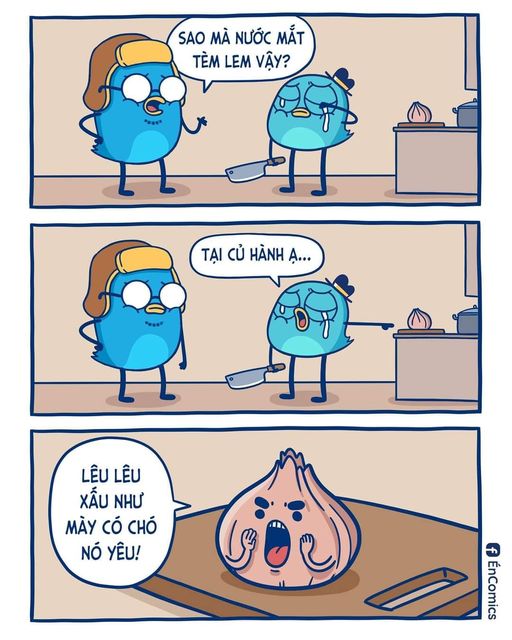 SAO MÀ NƯỚC MẮT
TÈM LEM VẬY?
TẠI CỦ HÀNH Ạ...
LÊU LÊU
XẤU NHƯ
MÀY CÓ CHÓ
NÓ YÊU!
ÉnComics